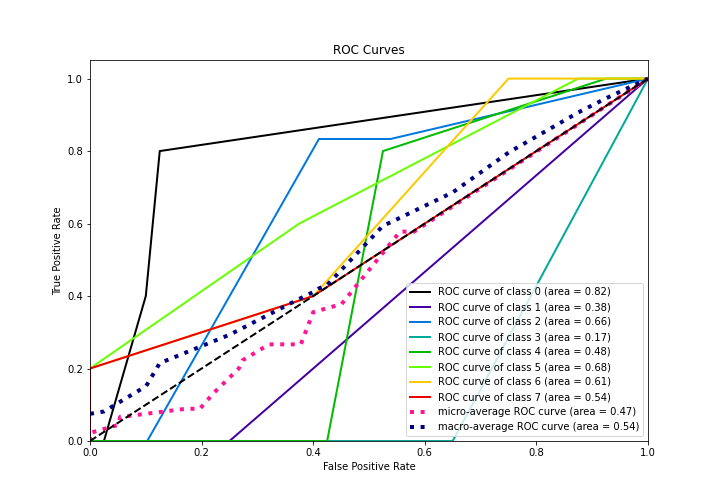 ROC Curves
True Positive Rate
1.0
0.8
0.6
0.4
0.2
0.0
ROC curve of class 0 (area = 0.82)
ROC curve of class 1 (area = 0.38)
ROC curve of class 2 (area = 0.66)
ROC curve of class 3 (area = 0.17)
ROC curve of class 4 (area = 0.48)
ROC curve of class 5 (area = 0.68)
ROC curve of class 6 (area = 0.61)
ROC curve of class 7 (area = 0.54)
micro-average ROC curve (area = 0.47)
macro-average ROC curve (area = 0.54)
0.0 0.2 0.4 0.6 0.8 1.0
False Positive Rate